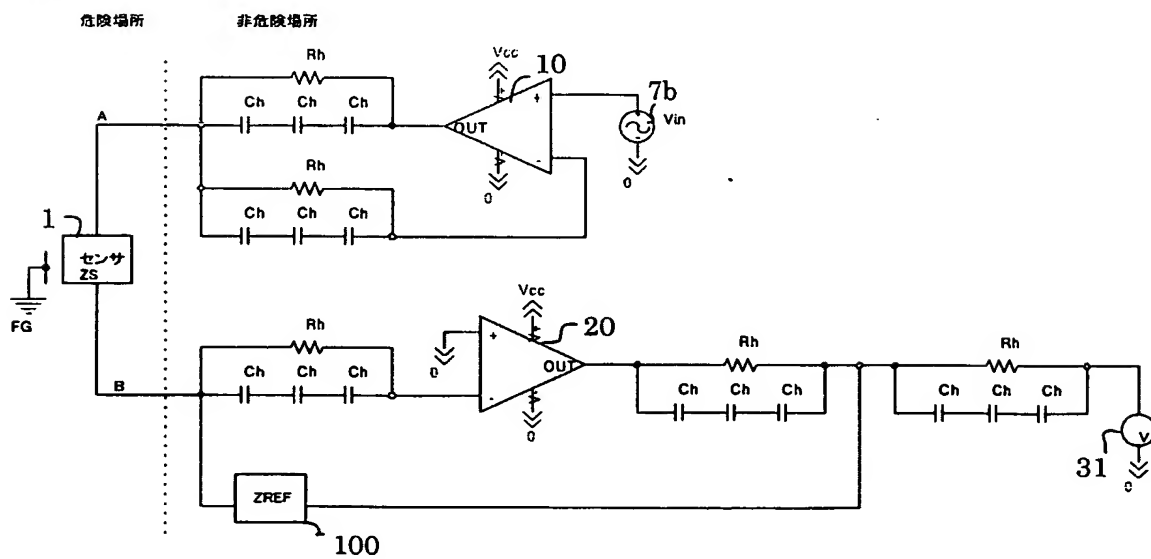 危険場所
非危険場所
Rh
Ch Ch Ch
A
Vcc
10
+
OUT
-
0
7b
Vin
0
Rh
Ch Ch Ch
1
センサ
ZS
FG
B
Rh
Ch Ch Ch
Vcc
20
+
0
OUT
-
0
Rh
Ch Ch Ch
Rh
Ch Ch Ch
V
31
0
ZREF
100